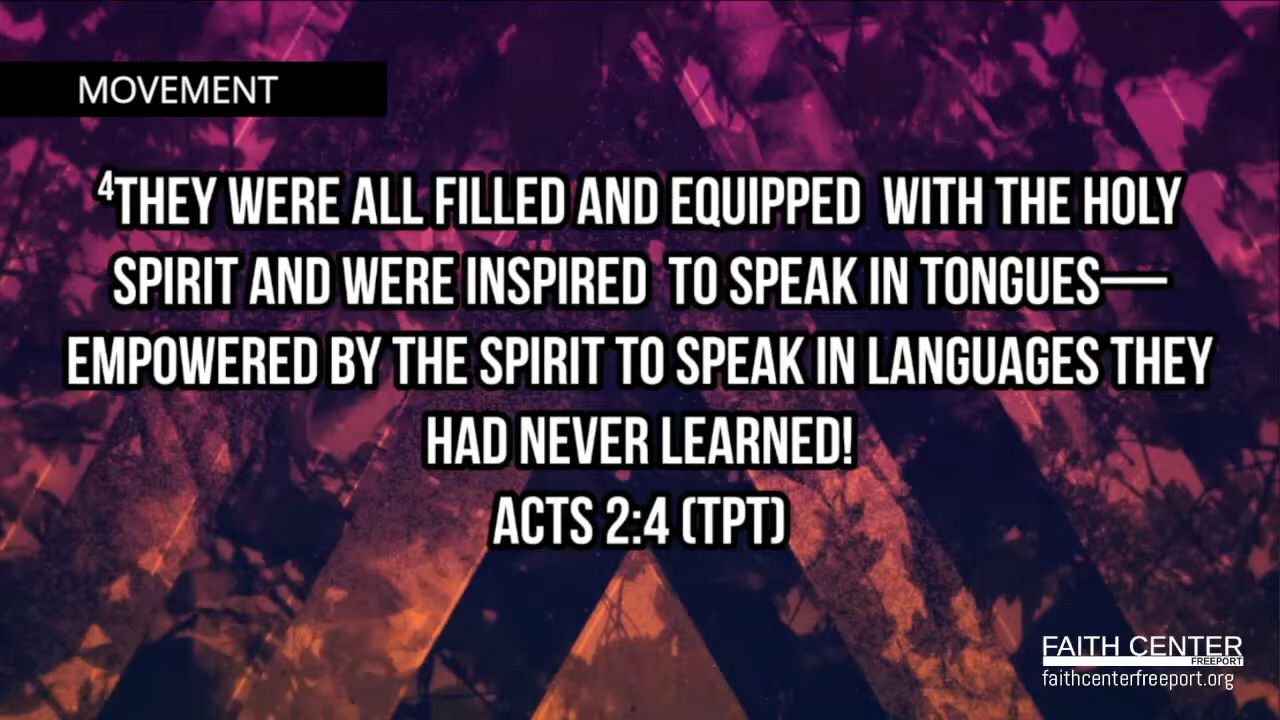 MOVEMENT
⁴THEY WERE ALL FILLED AND EQUIPPED WITH THE HOLY
SPIRIT AND WERE INSPIRED TO SPEAK IN TONGUES—
EMPOWERED BY THE SPIRIT TO SPEAK IN LANGUAGES THEY
HAD NEVER LEARNED!
ACTS 2:4 (TPT)
FAITH CENTER
FREEPORT
faithcenterfreeport.org